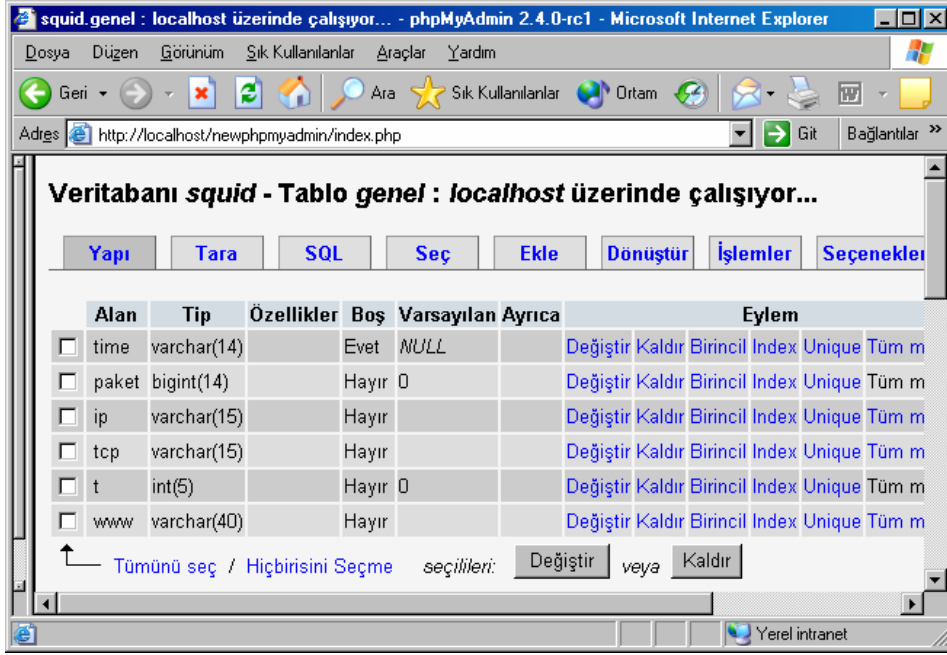 squid.genel : localhost üzerinde çalışıyor... - phpMyAdmin 2.4.0-rc1 - Microsoft Internet Explorer
Dosya Düzen Görünüm Sık Kullanılanlar Araçlar Yardım
Geri Ara Sık Kullanılanlar Ortam
Adres http://localhost/newphpmyadmin/index.php Git Bağlantılar »
Veritabanı squid - Tablo genel : localhost üzerinde çalışıyor...
Yapı Tara SQL Seç Ekle Dönüştür İşlemler Seçenekler
Alan Tip Özellikler Boş Varsayılan Ayrıca Eylem
time varchar(14) Evet NULL Değiştir Kaldır Birincil Index Unique Tüm m
paket bigint(14) Hayır 0 Değiştir Kaldır Birincil Index Unique Tüm m
ip varchar(15) Hayır Değiştir Kaldır Birincil Index Unique Tüm m
tcp varchar(15) Hayır Değiştir Kaldır Birincil Index Unique Tüm m
t int(5) Hayır 0 Değiştir Kaldır Birincil Index Unique Tüm m
www varchar(40) Hayır Değiştir Kaldır Birincil Index Unique Tüm m
Tümünü seç / Hiçbirisini Seçme seçilileri: Değiştir veya Kaldır
Yerel intranet